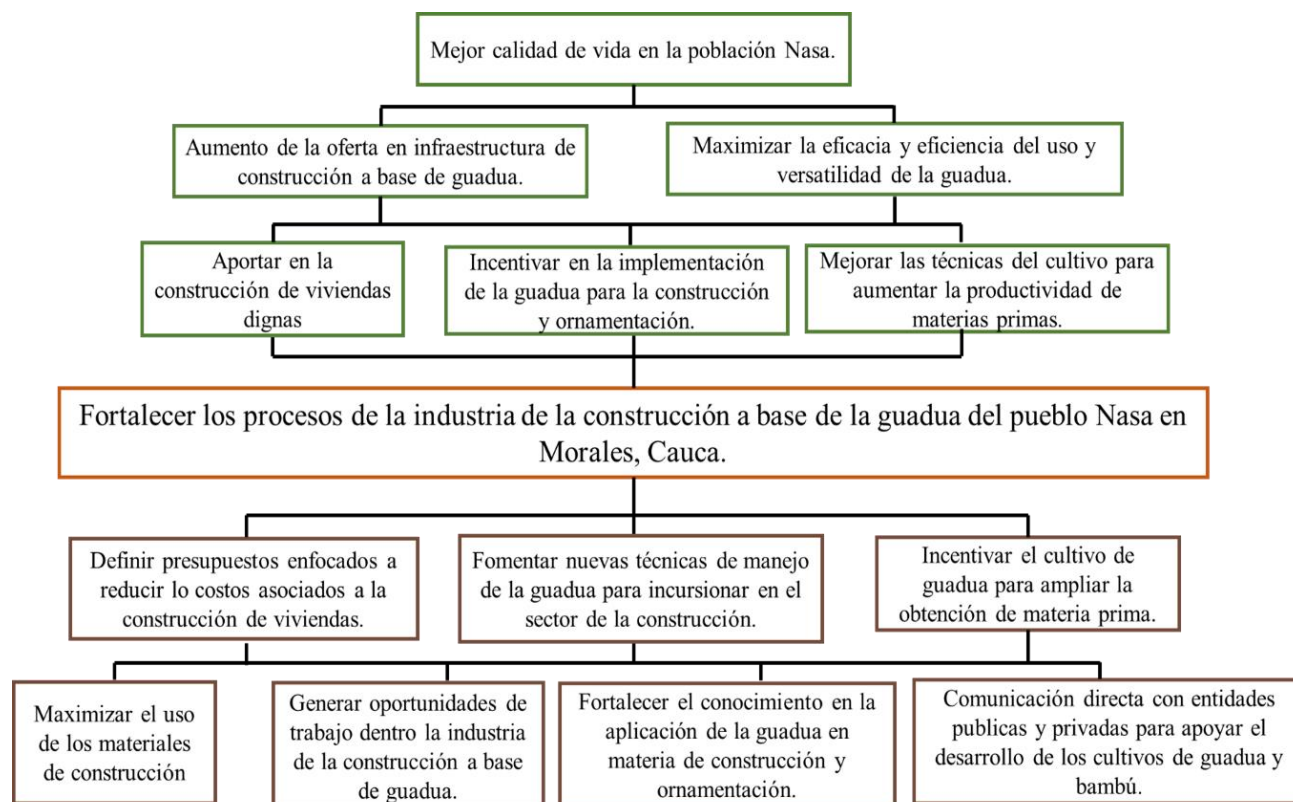 Mejor calidad de vida en la población Nasa.
Aumento de la oferta en infraestructura de
construcción a base de guadua.
Maximizar la eficacia y eficiencia del uso y
versatilidad de la guadua.
Aportar en la
construcción de viviendas
dignas
Incentivar en la implementación
de la guadua para la construcción
y ornamentación.
Mejorar las técnicas del cultivo para
aumentar la productividad de
materias primas.
Fortalecer los procesos de la industria de la construcción a base de la guadua del pueblo Nasa en
Morales, Cauca.
Definir presupuestos enfocados a
reducir lo costos asociados a la
construcción de viviendas.
Fomentar nuevas técnicas de manejo
de la guadua para incursionar en el
sector de la construcción.
Incentivar el cultivo de
guadua para ampliar la
obtención de materia prima.
Maximizar el uso
de los materiales
de construcción
Generar oportunidades de
trabajo dentro la industria
de la construcción a base
de guadua.
Fortalecer el conocimiento en la
aplicación de la guadua en
materia de construcción y
ornamentación.
Comunicación directa con entidades
publicas y privadas para apoyar el
desarrollo de los cultivos de guadua y
bambú.